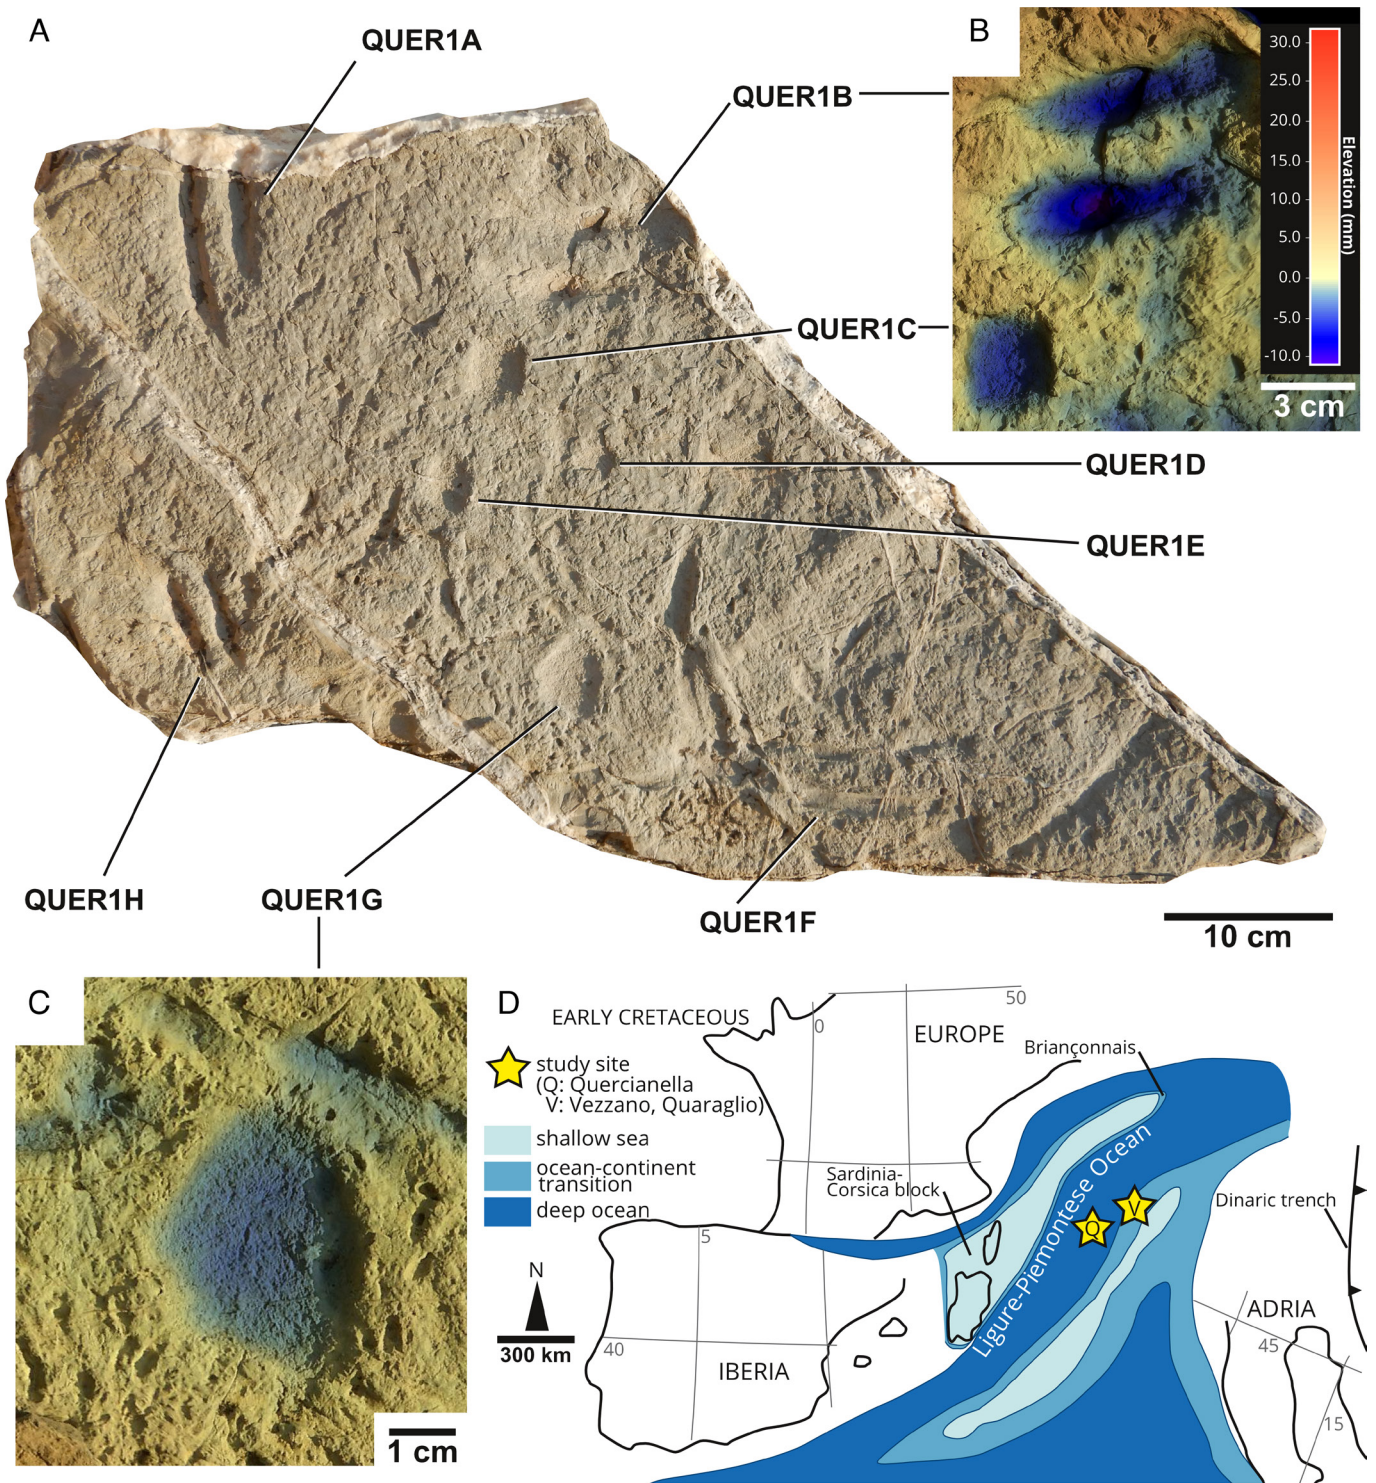 A
QUER1A
QUER1B
QUER1C
QUER1D
QUER1E
QUER1H
QUER1G
QUER1F
10 cm
B
30.0
25.0
20.0
15.0
10.0
5.0
0.0
-5.0
-10.0
Elevation (mm)
3 cm
C
1 cm
D
EARLY CRETACEOUS
study site
(Q: Quercianella
V: Vezzano, Quaraglio)
shallow sea
ocean-continent
transition
deep ocean
N
300 km
0
50
EUROPE
Briançonnais
Sardinia-
Corsica block
Ligure-Piemontese Ocean
Q
V
Dinaric trench
5
40
IBERIA
ADRIA
45
15